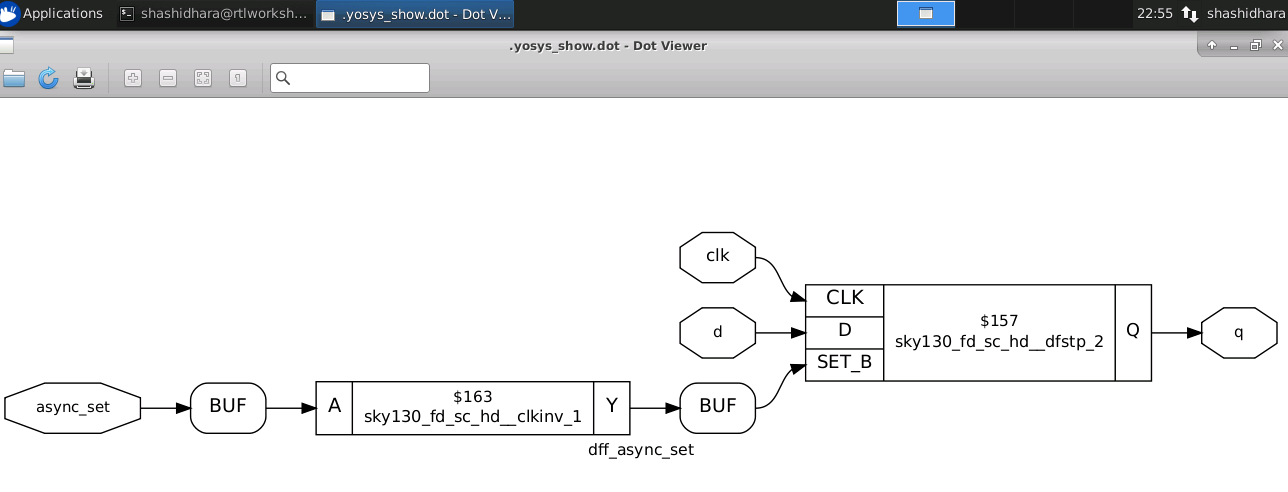 Applications
shashidhara@rtlworksh...
.yosys_show.dot - Dot V...
22:55
shashidhara
.yosys_show.dot - Dot Viewer
clk
CLK
$157
d
D
sky130_fd_sc_hd__dfstp_2
Q
q
SET_B
async_set
BUF
A
$163
sky130_fd_sc_hd__clkinv_1
Y
BUF
dff_async_set